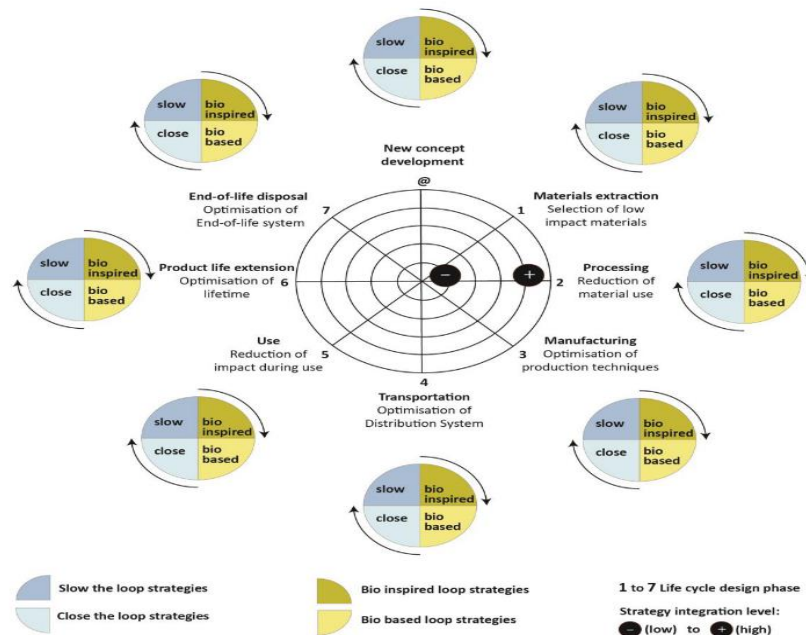 slow
bio
inspired
close
bio
based
slow
bio
inspired
close
bio
based
slow
bio
inspired
close
bio
based
New concept
development
@
End-of-life disposal
Optimisation of
End-of-life system
7
1
Materials extraction
Selection of low
impact materials
slow
bio
inspired
close
bio
based
Product life extension
Optimisation of
lifetime
6
−
+
2
Processing
Reduction of
material use
slow
bio
inspired
close
bio
based
Use
Reduction of
impact during use
5
3
Manufacturing
Optimisation of
production techniques
4
Transportation
Optimisation of
Distribution System
slow
bio
inspired
close
bio
based
slow
bio
inspired
close
bio
based
slow
bio
inspired
close
bio
based
Slow the loop strategies
Close the loop strategies
Bio inspired loop strategies
Bio based loop strategies
1 to 7 Life cycle design phase
Strategy integration level:
− (low) to + (high)